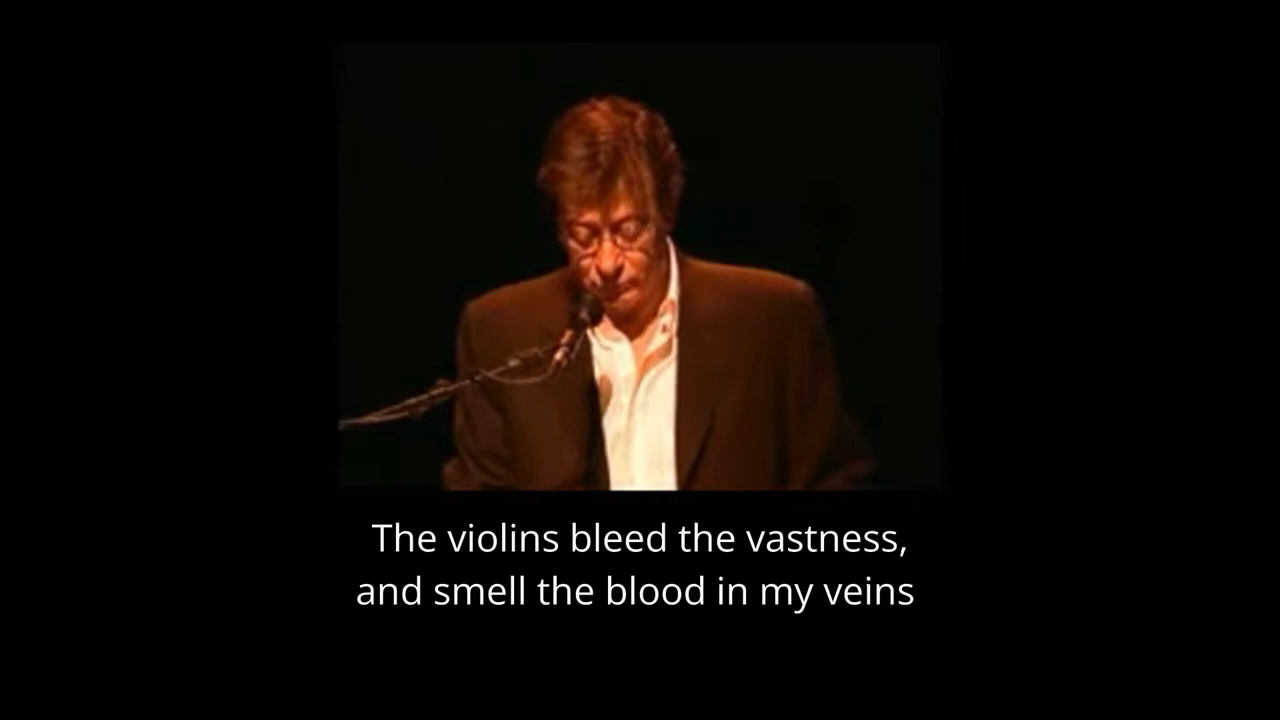 The violins bleed the vastness,
and smell the blood in my veins